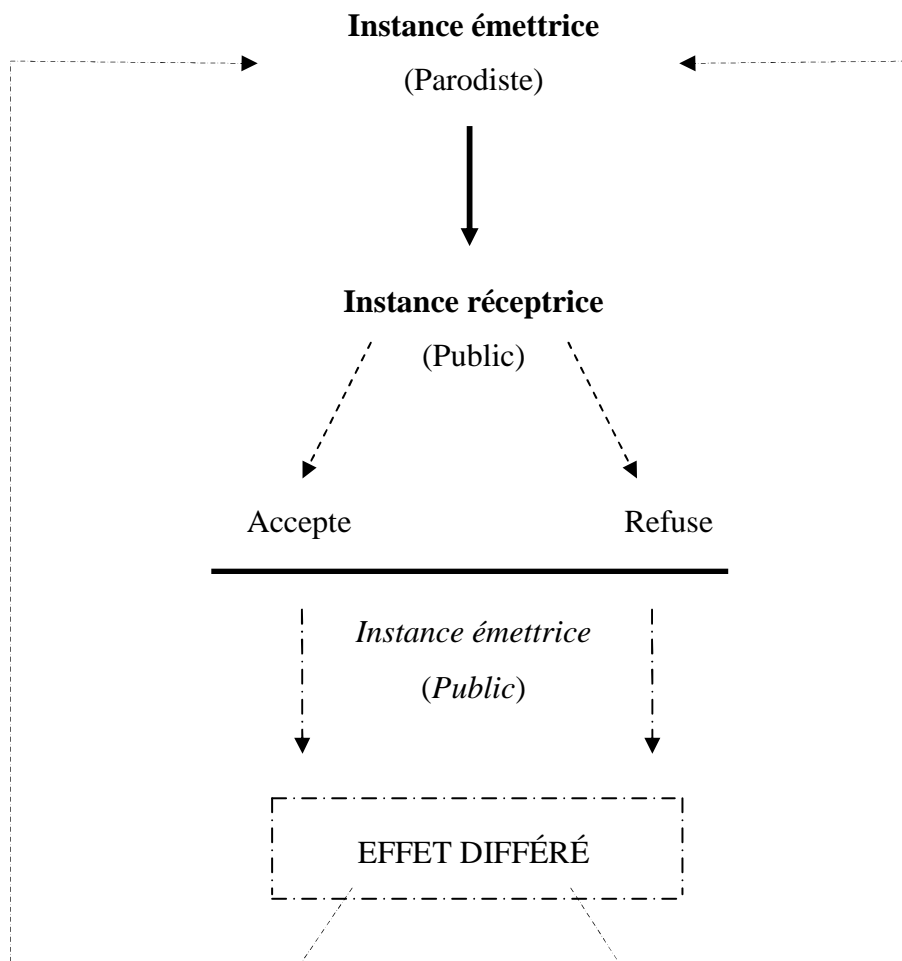 Instance émettrice
(Parodiste)
Instance réceptrice
(Public)
Accepte Refuse
Instance émettrice
(Public)
EFFET DIFFÉRÉ